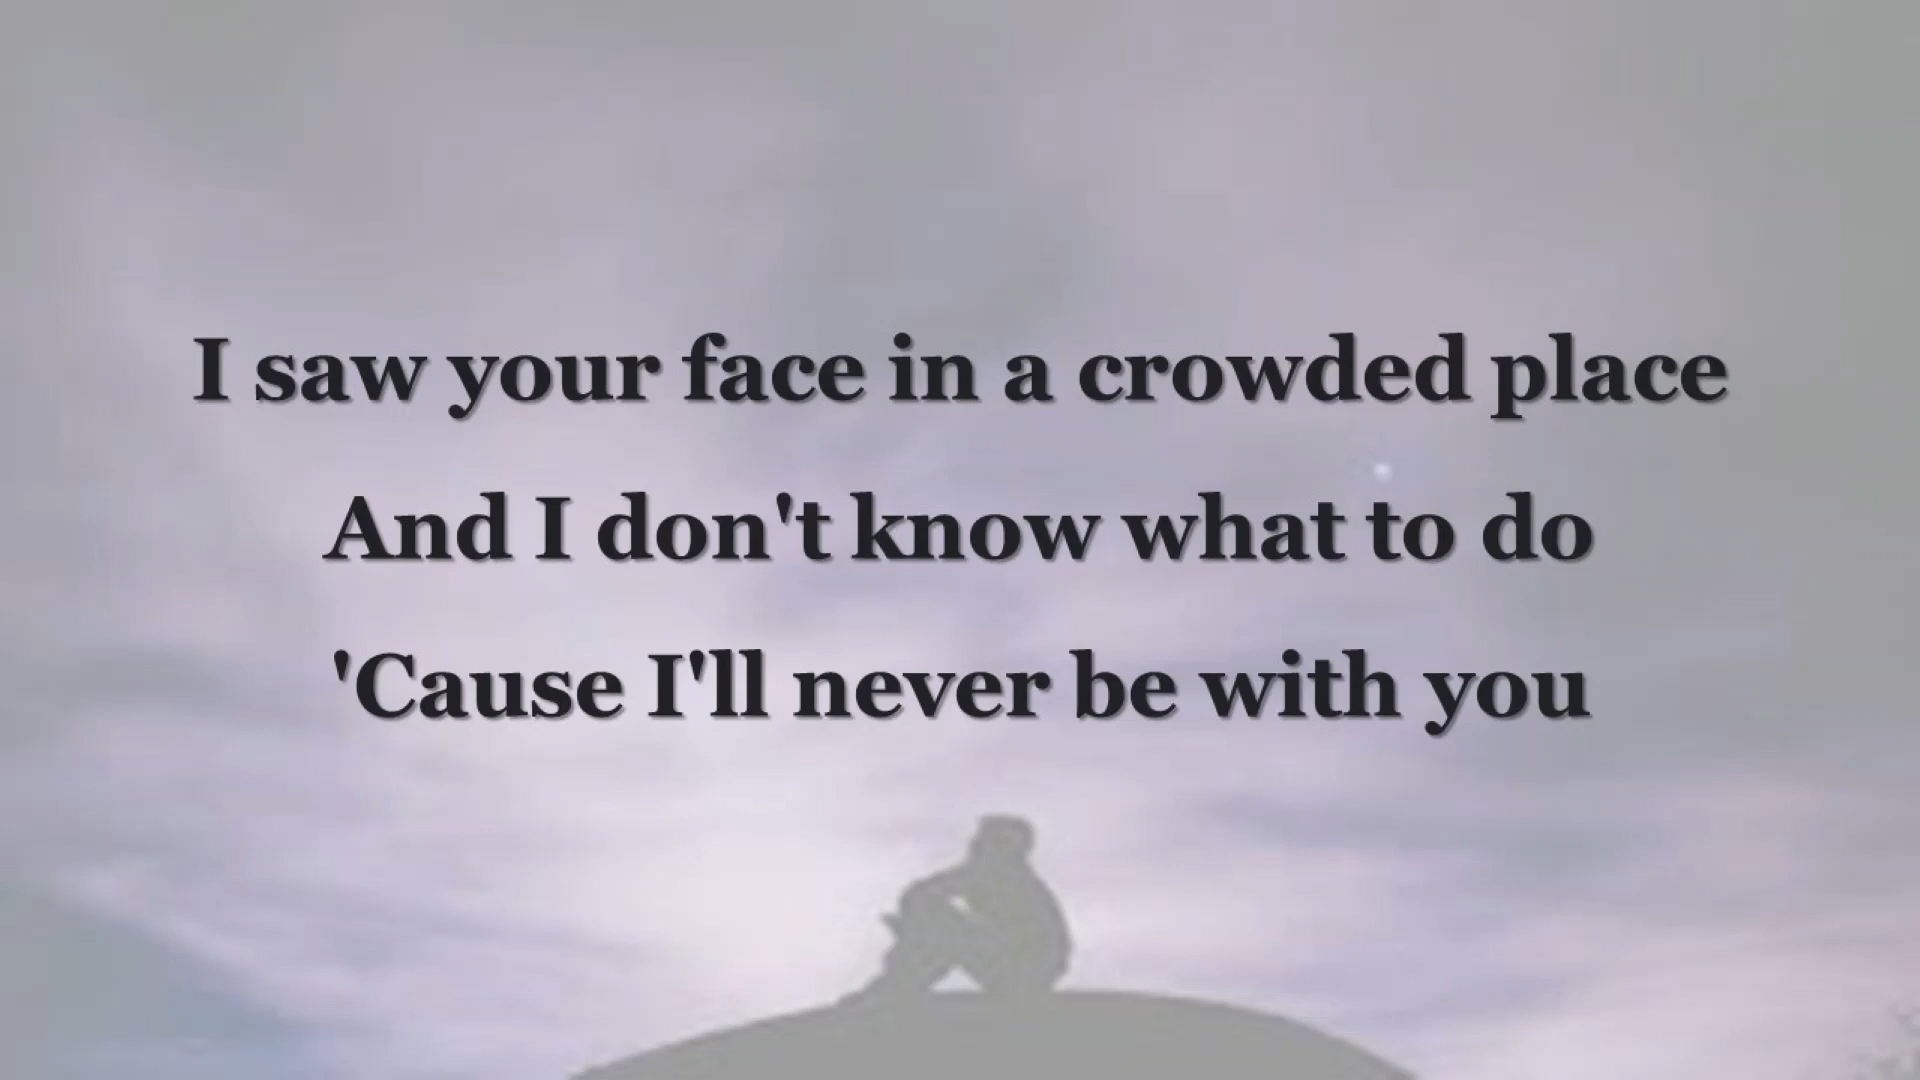 I saw your face in a crowded place
And I don't know what to do
'Cause I'll never be with you